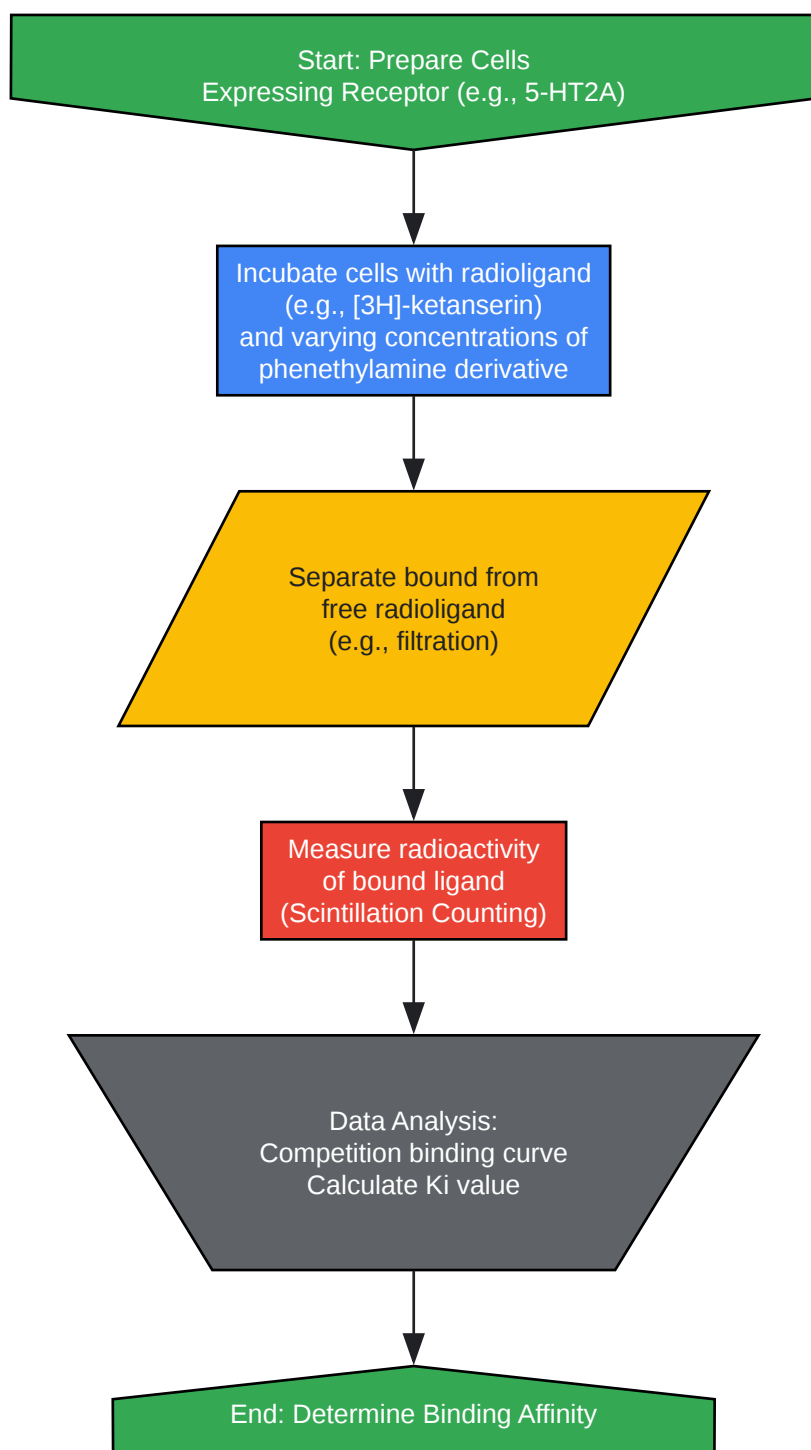 Start: Prepare Cells
Expressing Receptor (e.g., 5-HT2A)
Incubate cells with radioligand
(e.g., [3H]-ketanserin)
and varying concentrations of
phenethylamine derivative
Separate bound from
free radioligand
(e.g., filtration)
Measure radioactivity
of bound ligand
(Scintillation Counting)
Data Analysis:
Competition binding curve
Calculate Ki value
End: Determine Binding Affinity